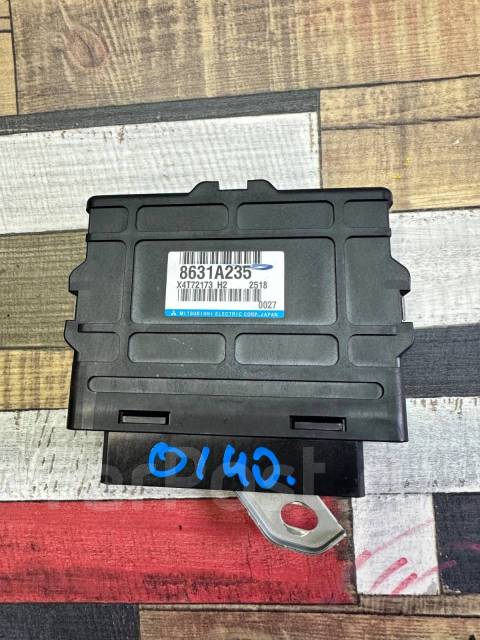 8631A235
X4T72173 H2 2518
0027
MITSUBISHI ELECTRIC CORP. JAPAN
0140.